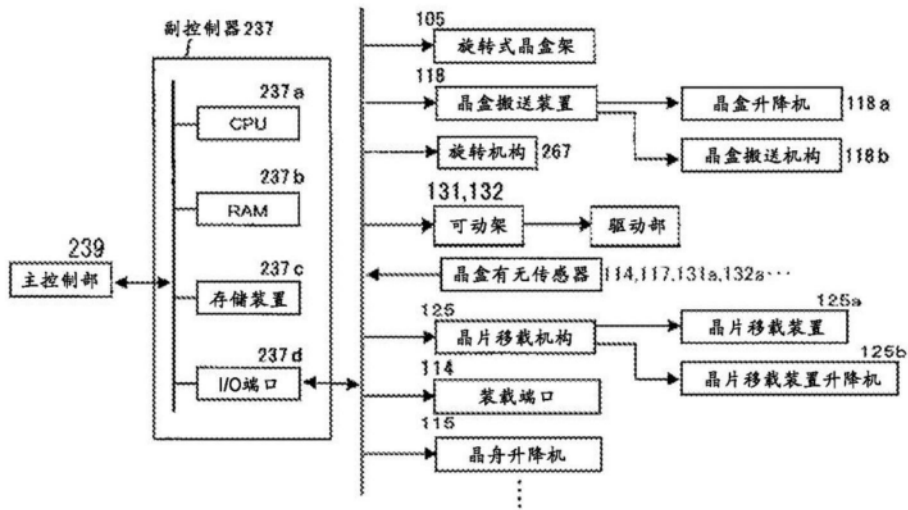 副控制器237
237a
CPU
237b
RAM
237c
存储装置
237d
I/O端口
239
主控制部
105
旋转式晶盒架
118
晶盒搬送装置
晶盒升降机 118a
晶盒搬送机构 118b
旋转机构 267
131,132
可动架
驱动部
晶盒有无传感器 114,117,131a,132a···
125
晶片移载机构
125a
晶片移载装置
125b
晶片移载装置升降机
114
装载端口
115
晶舟升降机
⋮